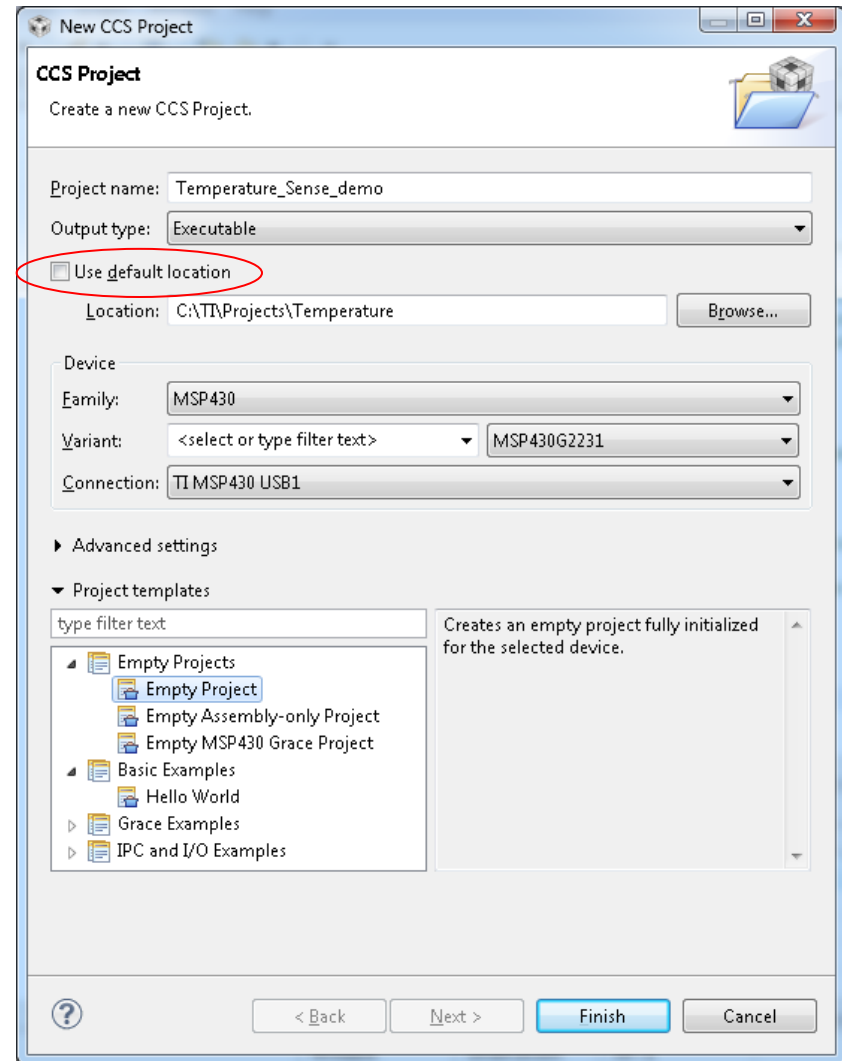 New CCS Project
CCS Project
Create a new CCS Project.
Project name: Temperature_Sense_demo
Output type: Executable
Use default location
Location: C:\TI\Projects\Temperature Browse...
Device
Family: MSP430
Variant: <select or type filter text> MSP430G2231
Connection: TI MSP430 USB1
Advanced settings
Project templates
type filter text
Creates an empty project fully initialized
for the selected device.
Empty Projects
Empty Project
Empty Assembly-only Project
Empty MSP430 Grace Project
Basic Examples
Hello World
Grace Examples
IPC and I/O Examples
? < Back Next > Finish Cancel